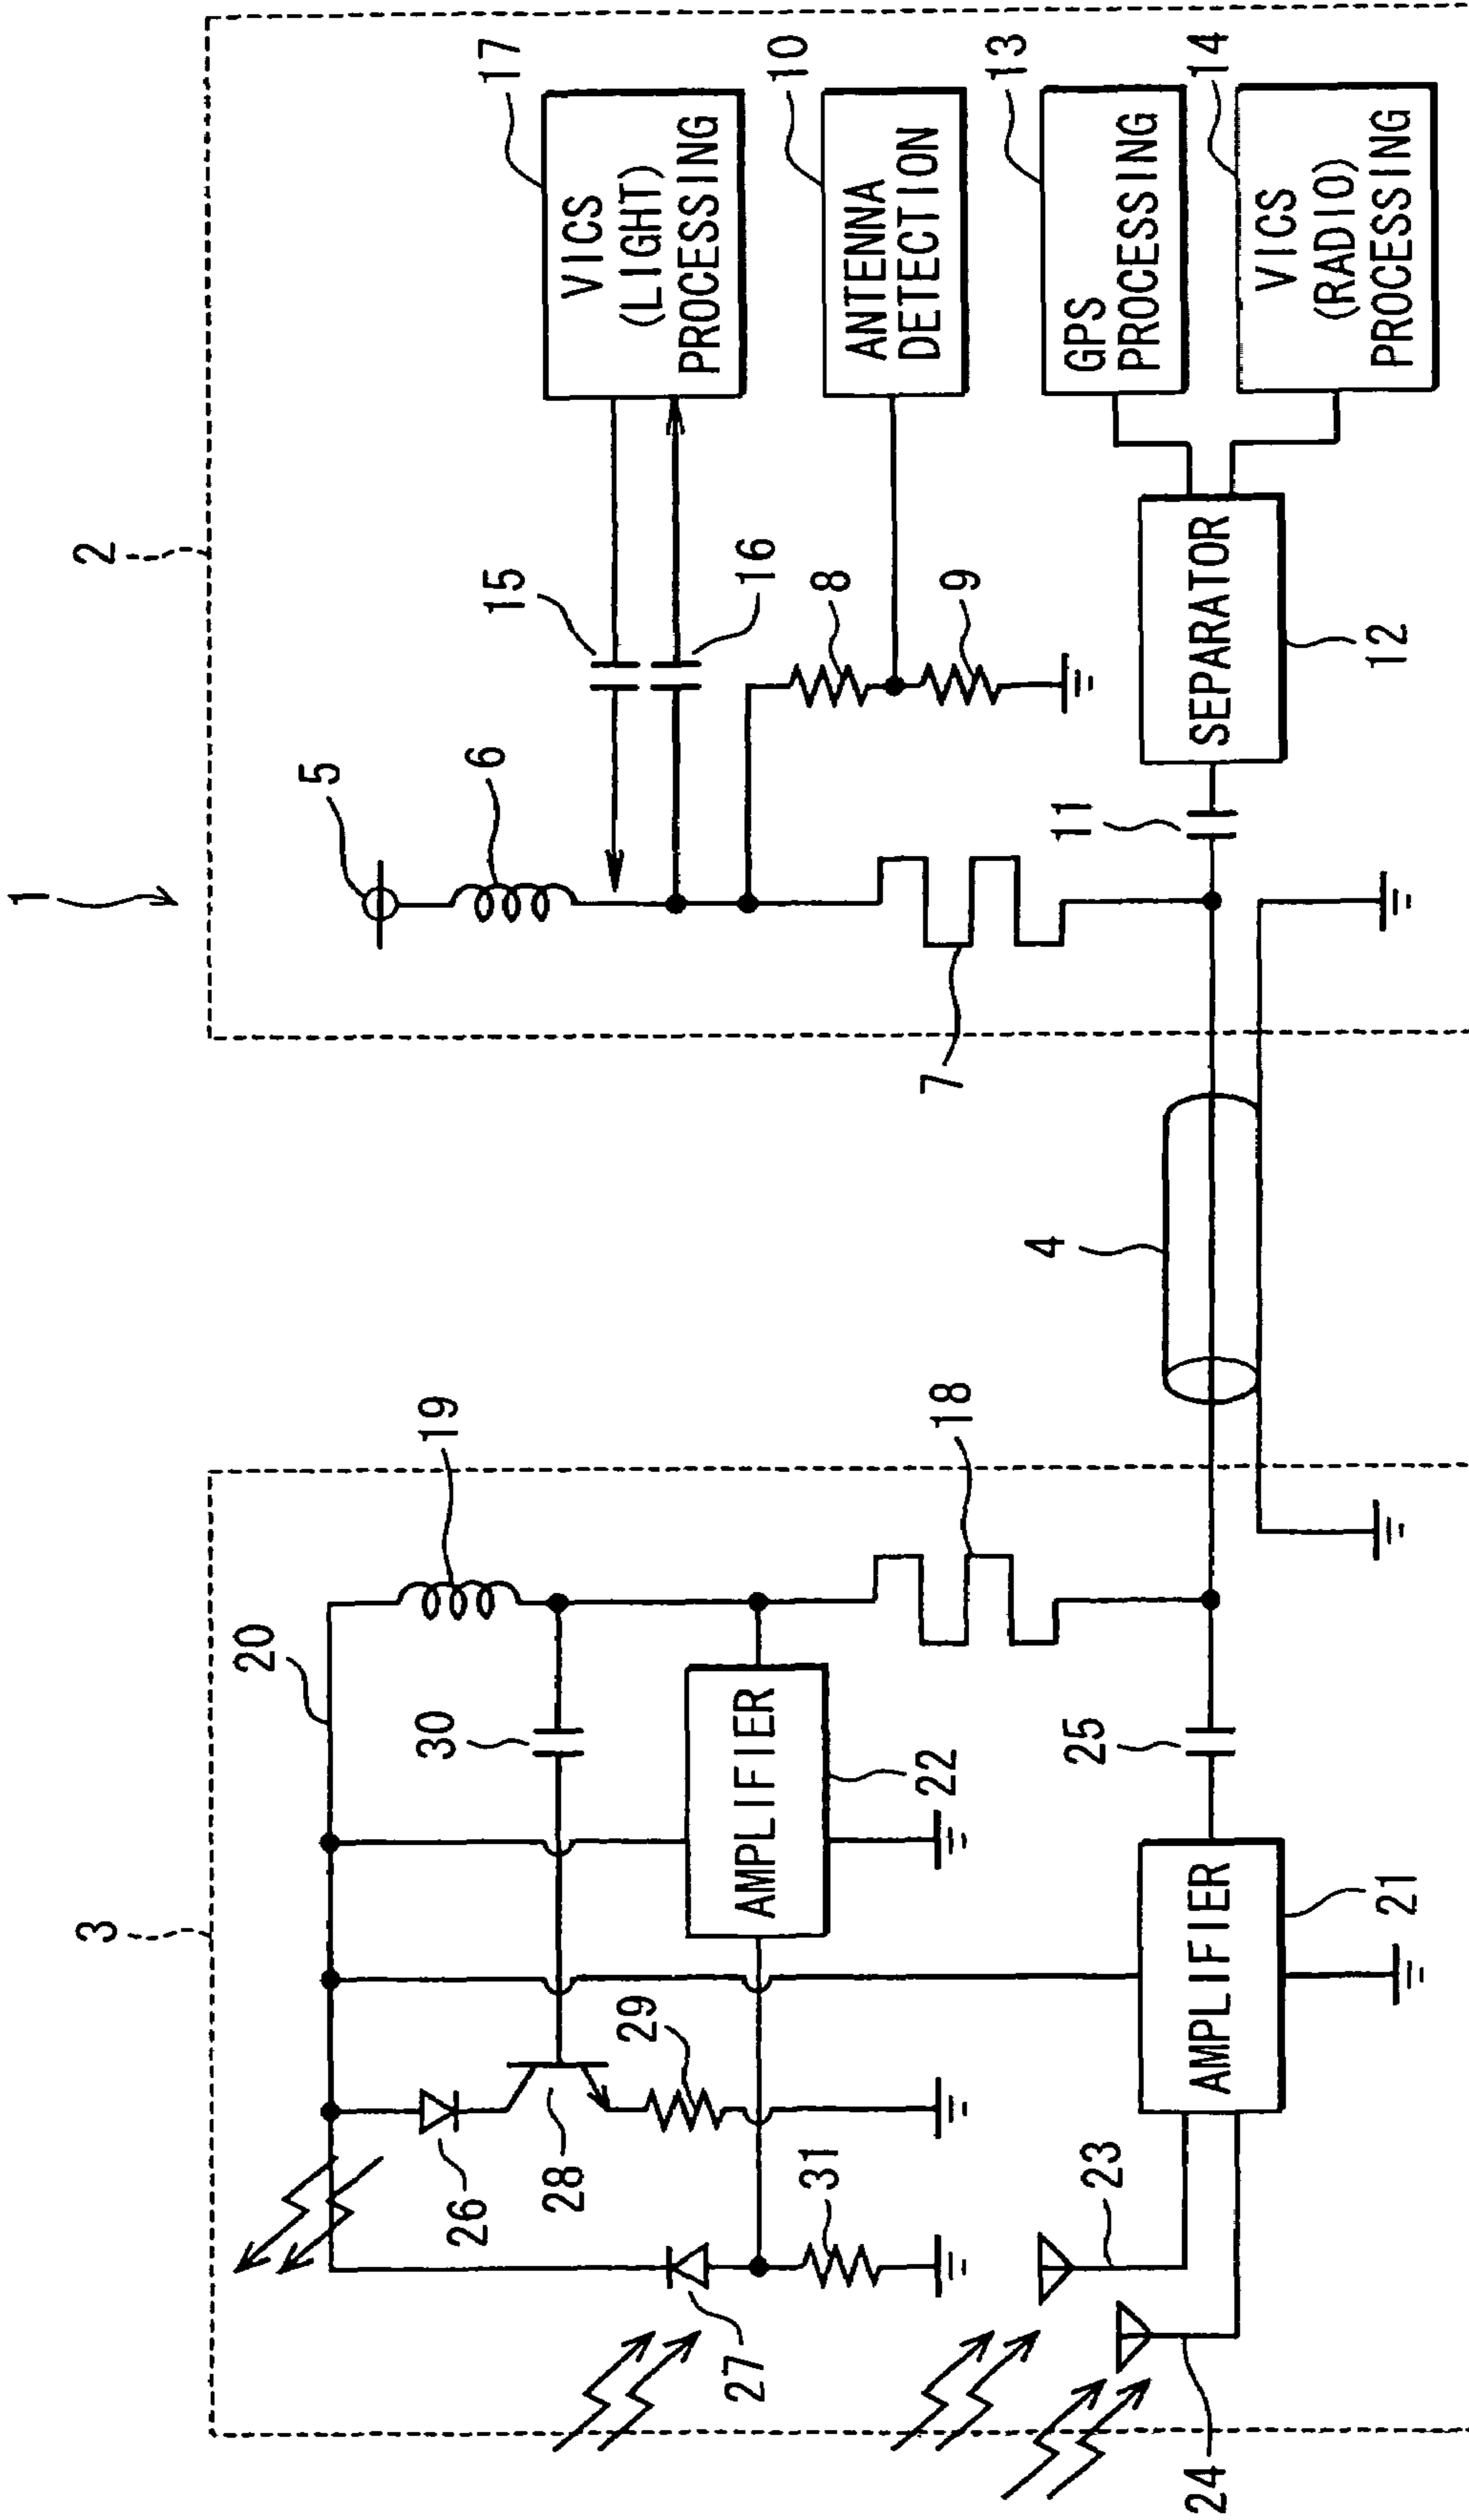 1
3
2
20
5
30
19
26
6
15
17
VICS
(LIGHT)
PROCESSING
28
29
27
AMPLIFIER
16
10
31
8
ANTENMA
DETECTION
22
18
7
9
13
4
11
23
25
GPS
PROCESSING
24
AMPLIFIER
SEPARATOR
14
VICS
(RADIO)
PROCESSING
21
12